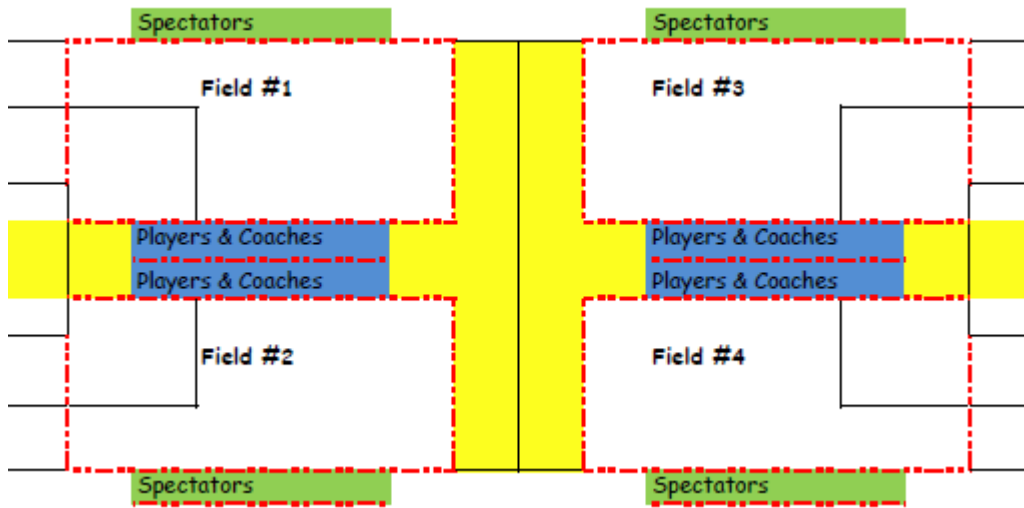 Spectators
Spectators
Field #1
Field #3
Players & Coaches
Players & Coaches
Players & Coaches
Players & Coaches
Field #2
Field #4
Spectators
Spectators